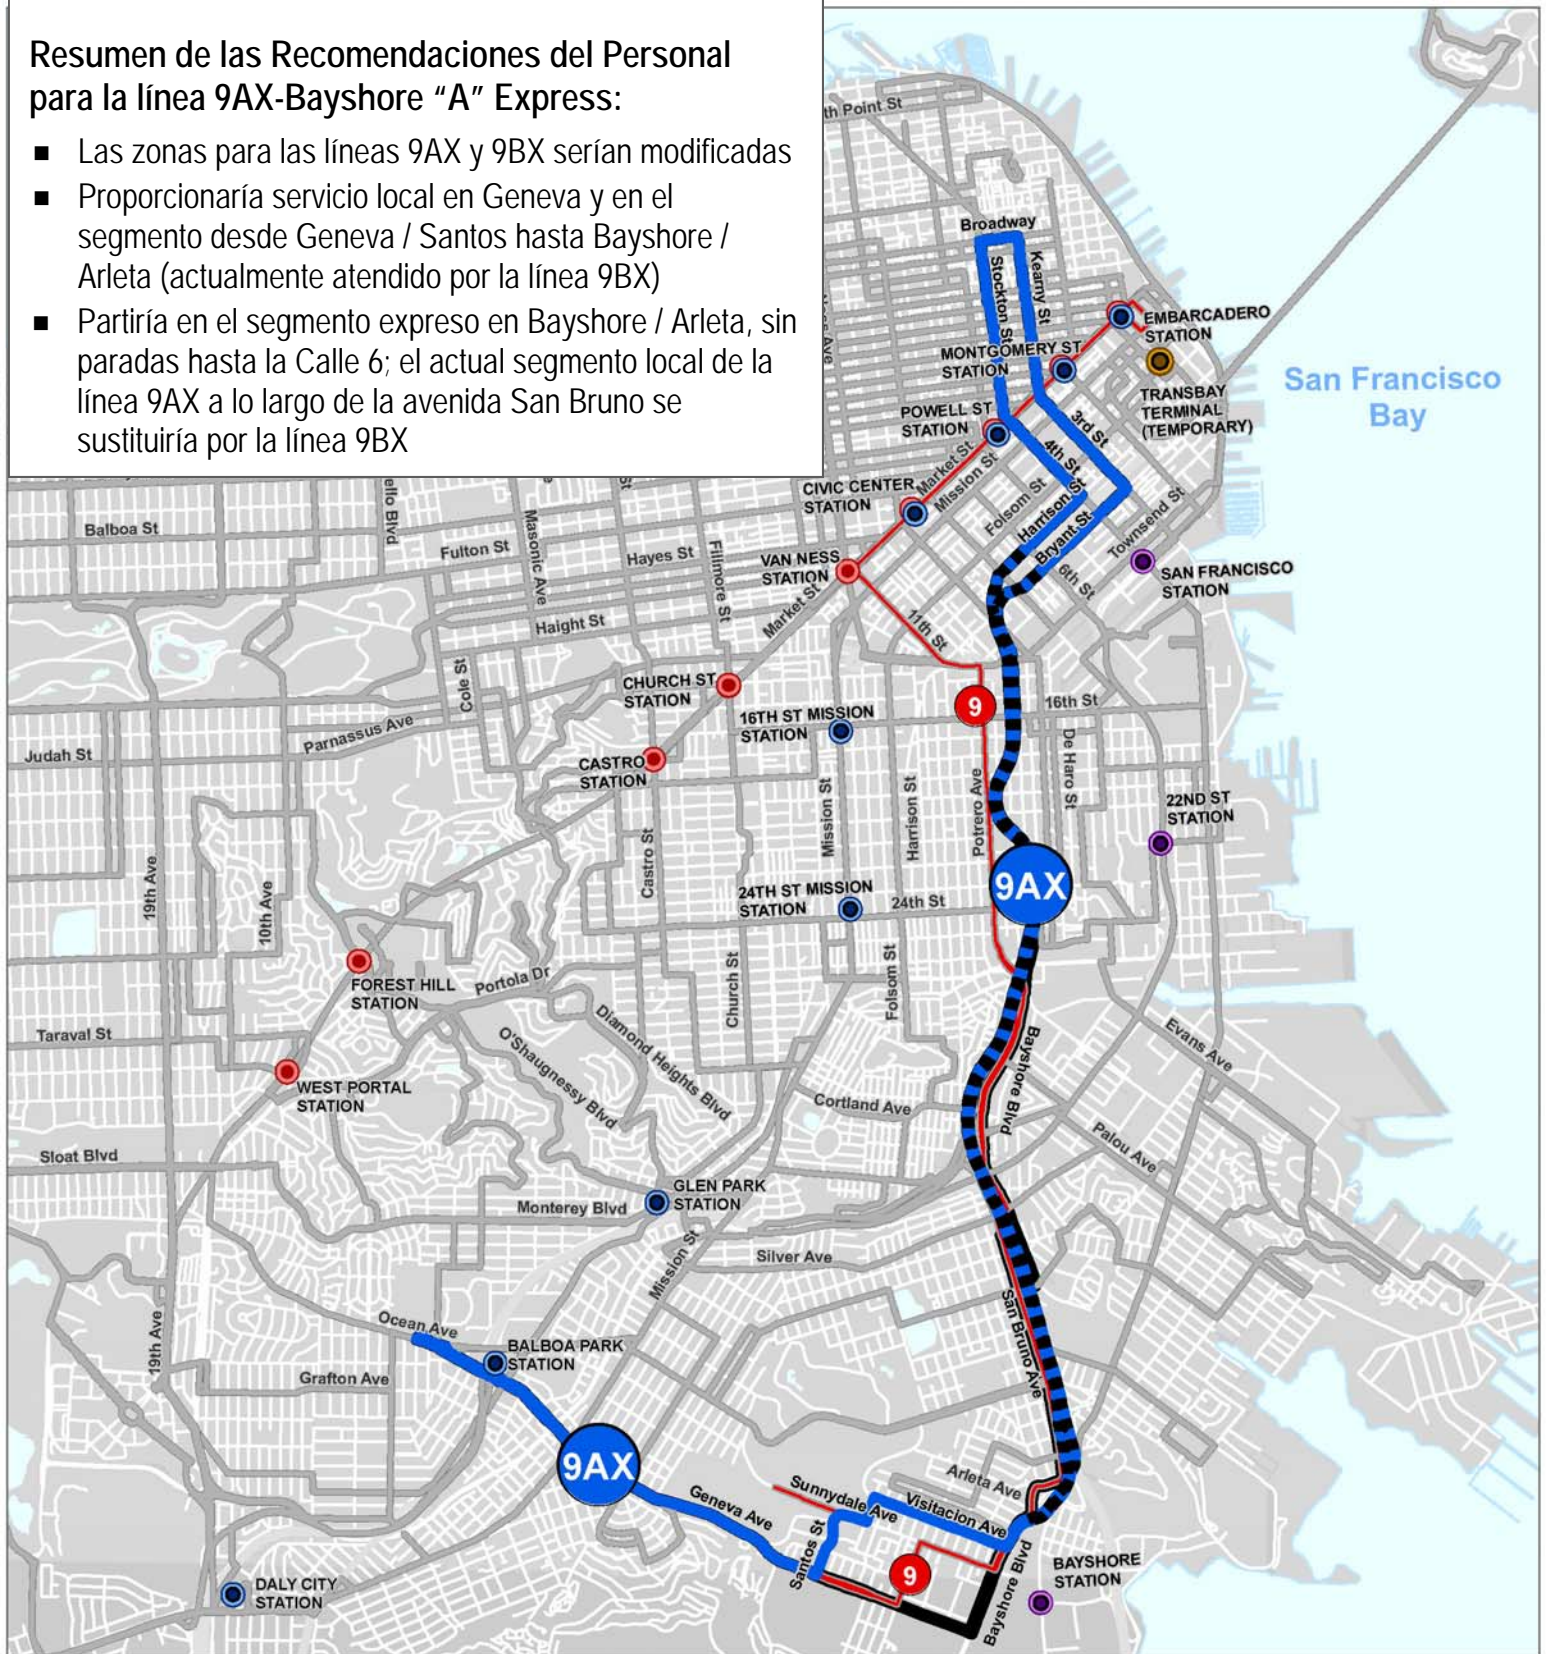 Resumen de las Recomendaciones del Personal
para la línea 9AX-Bayshore “A” Express:
■ Las zonas para las líneas 9AX y 9BX serían modificadas
■ Proporcionaría servicio local en Geneva y en el
segmento desde Geneva / Santos hasta Bayshore /
Arleta (actualmente atendido por la línea 9BX)
■ Partiría en el segmento expreso en Bayshore / Arleta, sin
paradas hasta la Calle 6; el actual segmento local de la
línea 9AX a lo largo de la avenida San Bruno se
sustituiría por la línea 9BX
th Point St
Broadway
Stockton St
Kearny St
EMBARCADERO
STATION
MONTGOMERY ST
STATION
TRANSBAY
TERMINAL
(TEMPORARY)
San Francisco
Bay
POWELL ST
STATION
3rd St
4th St
Market St
Mission St
CIVIC CENTER
STATION
Folsom St
Harrison St
Bryant St
Townsend St
6th St
SAN FRANCISCO
STATION
Balboa St
ello Blvd
Masonic Ave
St
Fulton St
Hayes St
Fillmore St
VAN NESS
STATION
Market St
11th St
Haight St
Cole St
CHURCH ST
STATION
16TH ST MISSION
STATION
9
16th St
Parnassus Ave
Judah St
CASTRO
STATION
De Haro St
Mission St
Harrison St
Potrero Ave
22ND ST
STATION
Castro St
19th Ave
10th Ave
9AX
24TH ST MISSION
STATION
24th St
FOREST HILL
STATION
Portola Dr
Church St
Folsom St
Taraval St
O'Shaugnessy Blvd
Diamond Heights Blvd
Bayshore Blvd
Evans Ave
WEST PORTAL
STATION
Cortland Ave
Palou Ave
Sloat Blvd
GLEN PARK
STATION
Monterey Blvd
Mission St
Silver Ave
San Bruno Ave
19th Ave
Ocean Ave
BALBOA PARK
STATION
Grafton Ave
9AX
Geneva Ave
Sunnydale Ave
Visitacion Ave
Arleta Ave
Santos St
9
Bayshore Blvd
BAYSHORE
STATION
DALY CITY
STATION